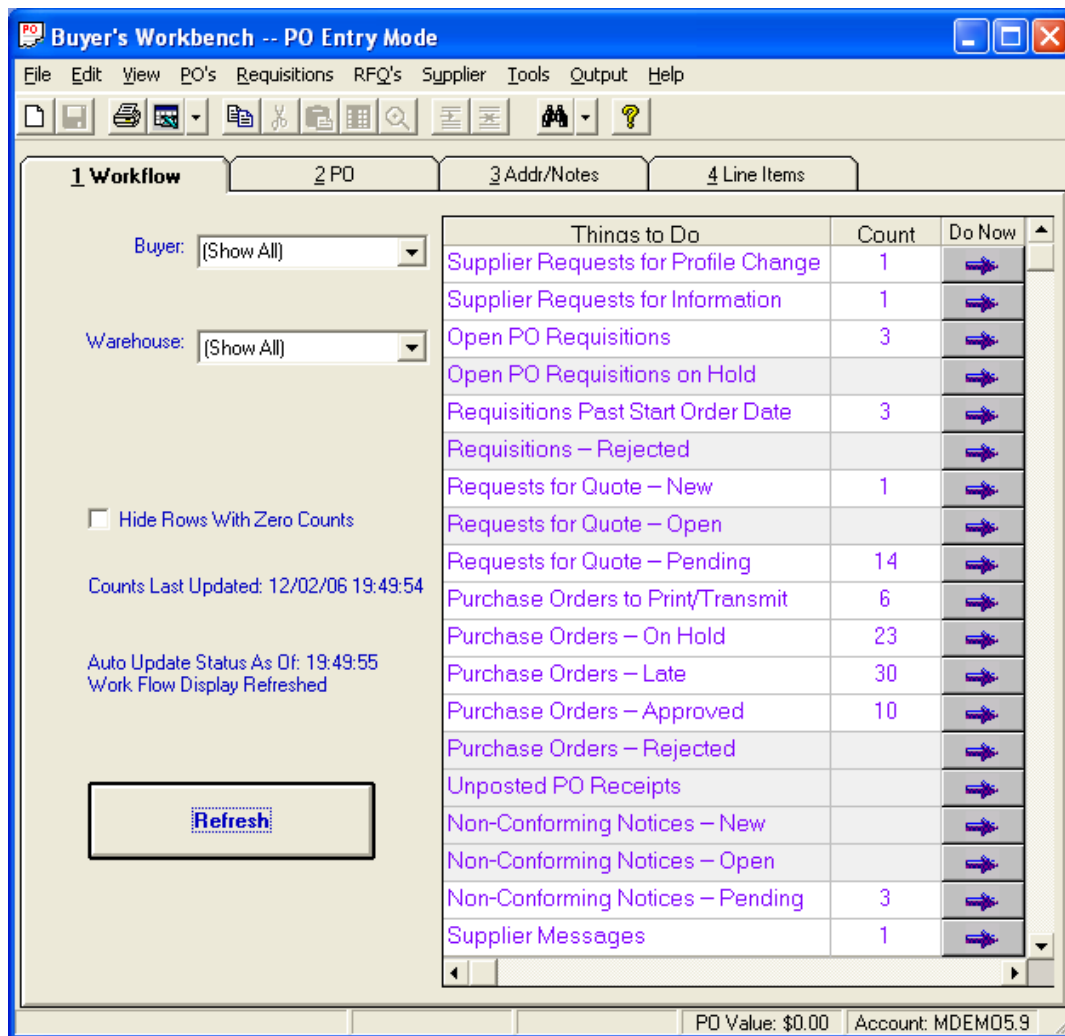 PO
Buyer's Workbench -- PO Entry Mode
File Edit View PO's Requisitions RFQ's Supplier Tools Output Help
1 Workflow 2 PO 3 Addr/Notes 4 Line Items
Buyer: (Show All)
Warehouse: (Show All)
Hide Rows With Zero Counts
Counts Last Updated: 12/02/06 19:49:54
Auto Update Status As Of: 19:49:55
Work Flow Display Refreshed
Refresh
Things to Do Count Do Now
Supplier Requests for Profile Change 1
Supplier Requests for Information 1
Open PO Requisitions 3
Open PO Requisitions on Hold
Requisitions Past Start Order Date 3
Requisitions – Rejected
Requests for Quote – New 1
Requests for Quote – Open
Requests for Quote – Pending 14
Purchase Orders to Print/Transmit 6
Purchase Orders – On Hold 23
Purchase Orders – Late 30
Purchase Orders – Approved 10
Purchase Orders – Rejected
Unposted PO Receipts
Non-Conforming Notices – New
Non-Conforming Notices – Open
Non-Conforming Notices – Pending 3
Supplier Messages 1
PO Value: $0.00 Account: MDEMO5.9